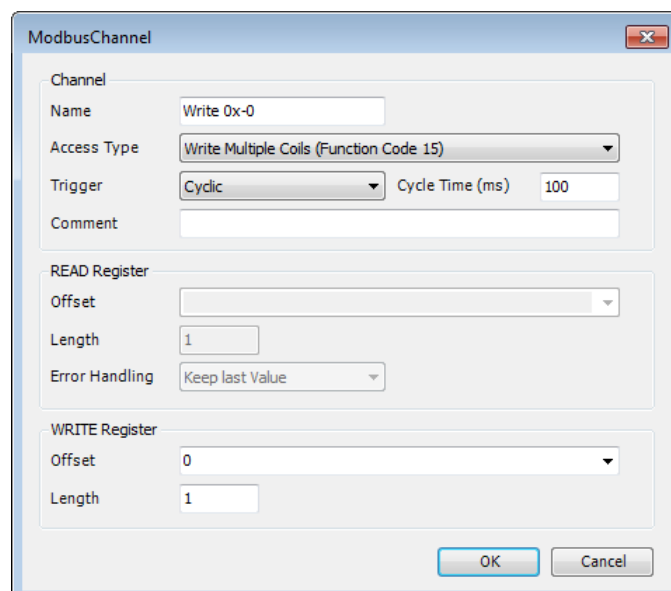 ModbusChannel
Channel
Name Write 0x-0
Access Type Write Multiple Coils (Function Code 15)
Trigger Cyclic Cycle Time (ms) 100
Comment
READ Register
Offset
Length 1
Error Handling Keep last Value
WRITE Register
Offset 0
Length 1
OK Cancel